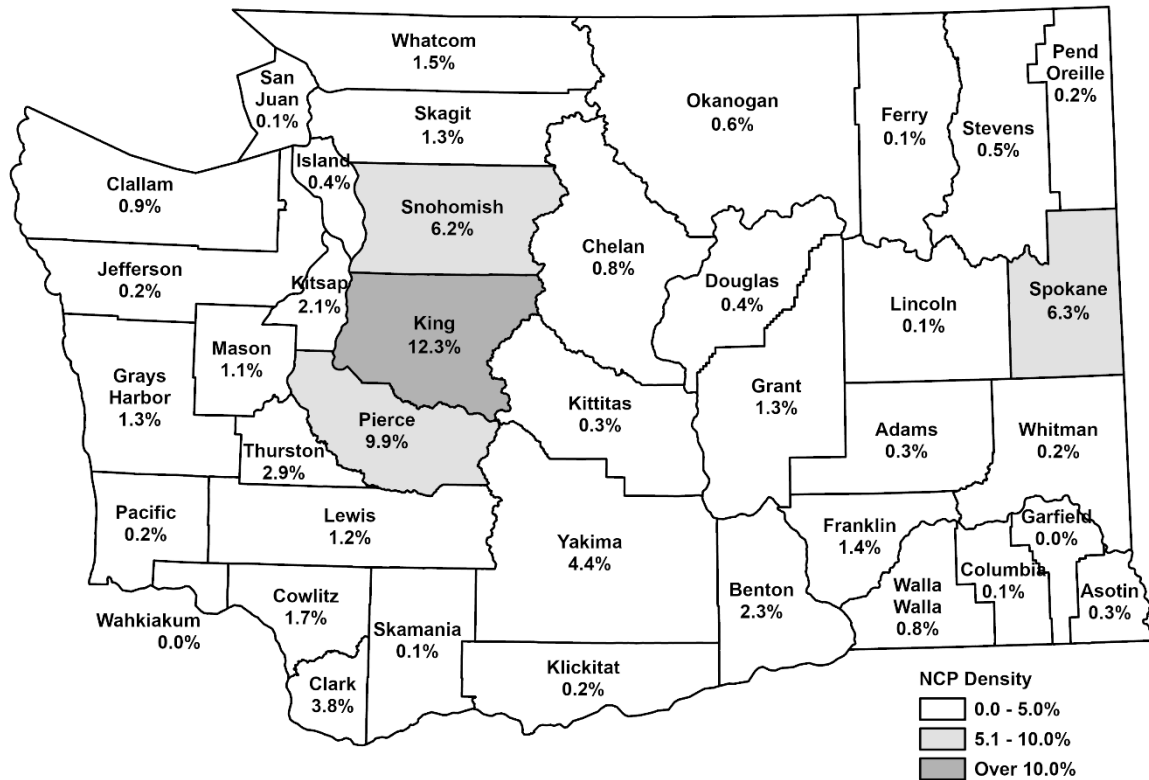 Whatcom
1.5%
San
Juan
0.1%
Skagit
1.3%
Okanogan
0.6%
Ferry
0.1%
Stevens
0.5%
Pend
Oreille
0.2%
Island
0.4%
Clallam
0.9%
Snohomish
6.2%
Chelan
0.8%
Jefferson
0.2%
Kitsap
2.1%
Douglas
0.4%
Lincoln
0.1%
Spokane
6.3%
King
12.3%
Mason
1.1%
Grays
Harbor
1.3%
Grant
1.3%
Kittitas
0.3%
Pierce
9.9%
Adams
0.3%
Whitman
0.2%
Thurston
2.9%
Pacific
0.2%
Lewis
1.2%
Yakima
4.4%
Franklin
1.4%
Garfield
0.0%
Benton
2.3%
Walla
Walla
0.8%
Columbia
0.1%
Asotin
0.3%
Wahkiakum
0.0%
Cowlitz
1.7%
Skamania
0.1%
Clark
3.8%
Klickitat
0.2%
NCP Density
0.0 - 5.0%
5.1 - 10.0%
Over 10.0%